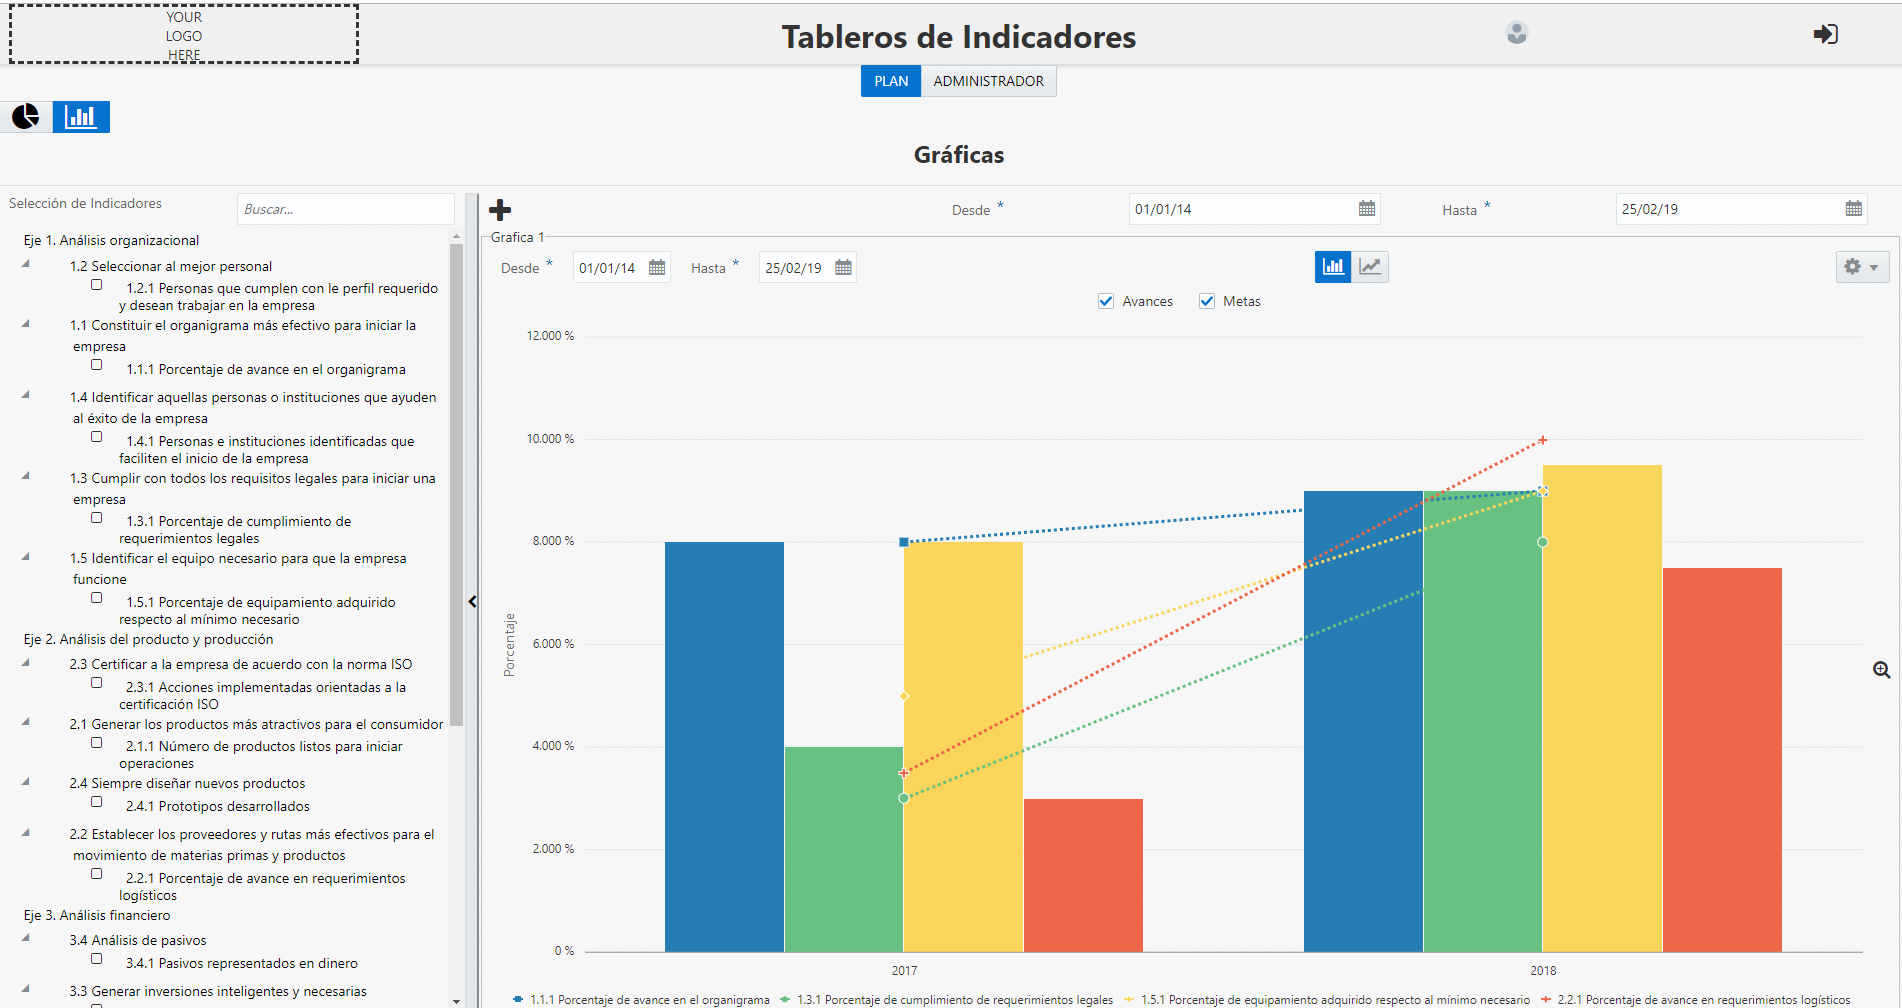 YOUR
LOGO
HERE
Tableros de Indicadores
PLAN ADMINISTRADOR
Gráficas
Selección de Indicadores
Buscar...
Eje 1. Análisis organizacional
1.2 Seleccionar al mejor personal
1.2.1 Personas que cumplen con le perfil requerido
y desean trabajar en la empresa
1.1 Constituir el organigrama más efectivo para iniciar la
empresa
1.1.1 Porcentaje de avance en el organigrama
1.4 Identificar aquellas personas o instituciones que ayuden
al éxito de la empresa
1.4.1 Personas e instituciones identificadas que
faciliten el inicio de la empresa
1.3 Cumplir con todos los requisitos legales para iniciar una
empresa
1.3.1 Porcentaje de cumplimiento de
requerimientos legales
1.5 Identificar el equipo necesario para que la empresa
funcione
1.5.1 Porcentaje de equipamiento adquirido
respecto al mínimo necesario
Eje 2. Análisis del producto y producción
2.3 Certificar a la empresa de acuerdo con la norma ISO
2.3.1 Acciones implementadas orientadas a la
certificación ISO
2.1 Generar los productos más atractivos para el consumidor
2.1.1 Número de productos listos para iniciar
operaciones
2.4 Siempre diseñar nuevos productos
2.4.1 Prototipos desarrollados
2.2 Establecer los proveedores y rutas más efectivos para el
movimiento de materias primas y productos
2.2.1 Porcentaje de avance en requerimientos
logísticos
Eje 3. Análisis financiero
3.4 Análisis de pasivos
3.4.1 Pasivos representados en dinero
3.3 Generar inversiones inteligentes y necesarias
Desde * 01/01/14 Hasta * 25/02/19
Grafica 1
Desde * 01/01/14 Hasta * 25/02/19
Avances Metas
12.000 %
10.000 %
8.000 %
6.000 %
4.000 %
2.000 %
0 %
Porcentaje
2017 2018
1.1.1 Porcentaje de avance en el organigrama 1.3.1 Porcentaje de cumplimiento de requerimientos legales 1.5.1 Porcentaje de equipamiento adquirido respecto al mínimo necesario 2.2.1 Porcentaje de avance en requerimientos logísticos